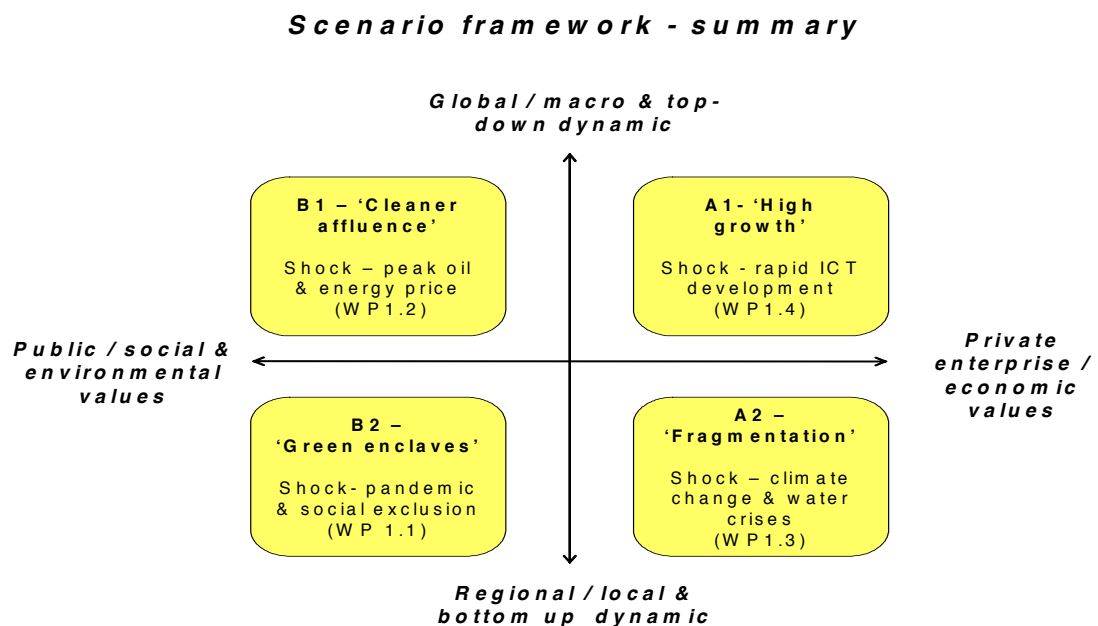 Scenario framework - summary
Global / macro & top-
down dynamic
B1 – ‘Cleaner
affluence’
Shock – peak oil
& energy price
(WP1.2)
A1- ‘High
growth’
Shock - rapid ICT
development
(WP1.4)
Public / social &
environmental
values
Private
enterprise /
economic
values
B2 –
‘Green enclaves’
Shock- pandemic
& social exclusion
(WP 1.1)
A2 –
‘Fragmentation’
Shock – climate
change & water
crises
(WP1.3)
Regional / local &
bottom up dynamic